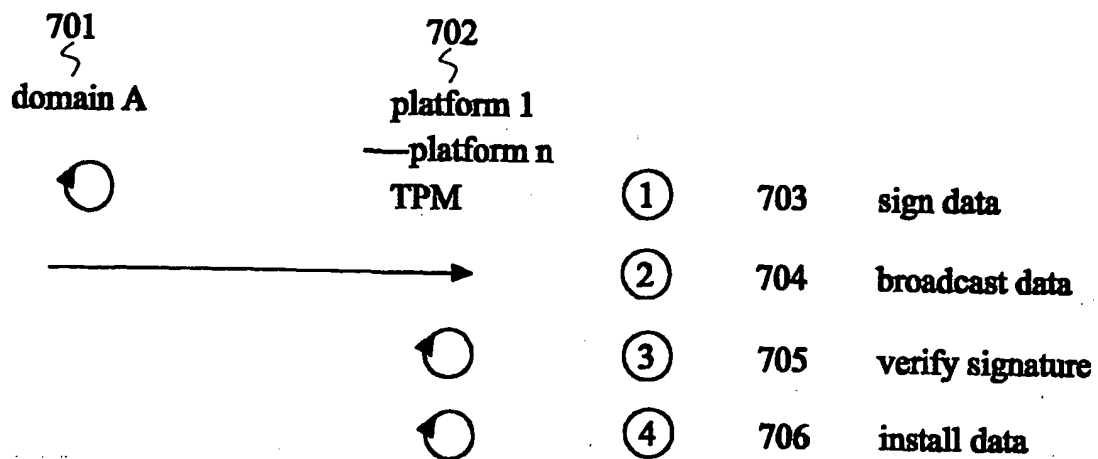 701
702
domain A
platform 1
—platform n
TPM
1 703 sign data
2 704 broadcast data
3 705 verify signature
4 706 install data